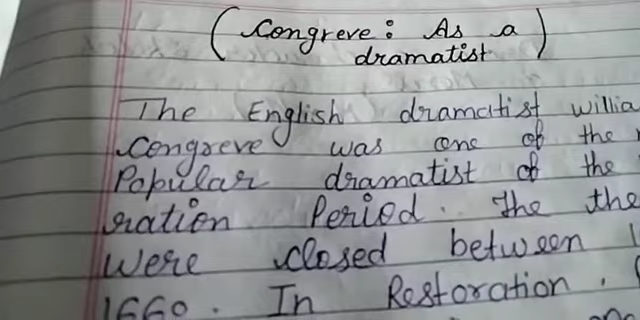 (Congreve: As a
dramatist)
The English dramatist
Congreve was one of the
Popular dramatist of the
ration Period. The
were closed between
1660. In Restoration,